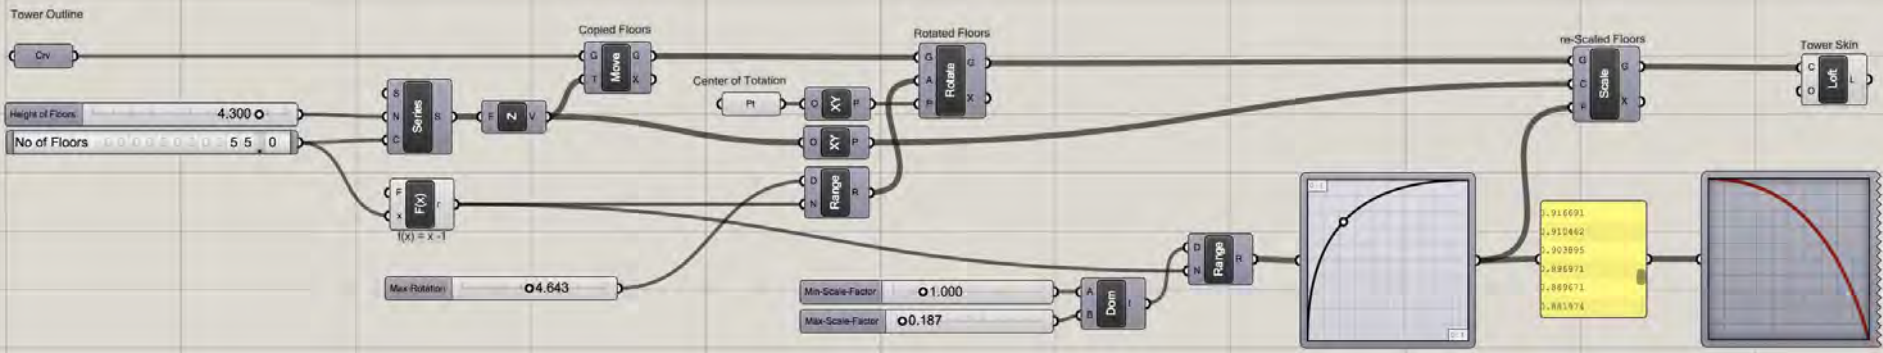 Tower Outline
Crv
Height of Floors
4.300
No of Floors
5 5 . 0
S
N
C
Series
S
F
x
F(x)
r
f(x) = x -1
F
Z
V
Copied Floors
G
T
Move
G
X
Center of Totation
Pt
O
XY
P
O
XY
P
D
N
Range
R
Rotated Floors
G
A
P
Rotate
G
X
Max-Rotation
4.643
Min-Scale-Factor
1.000
Max-Scale-Factor
0.187
A
B
Dom
I
D
N
Range
R
re-Scaled Floors
G
C
F
Scale
G
X
0.916691
0.910462
0.903895
0.896971
0.889671
0.881974
Tower Skin
C
O
Loft
L